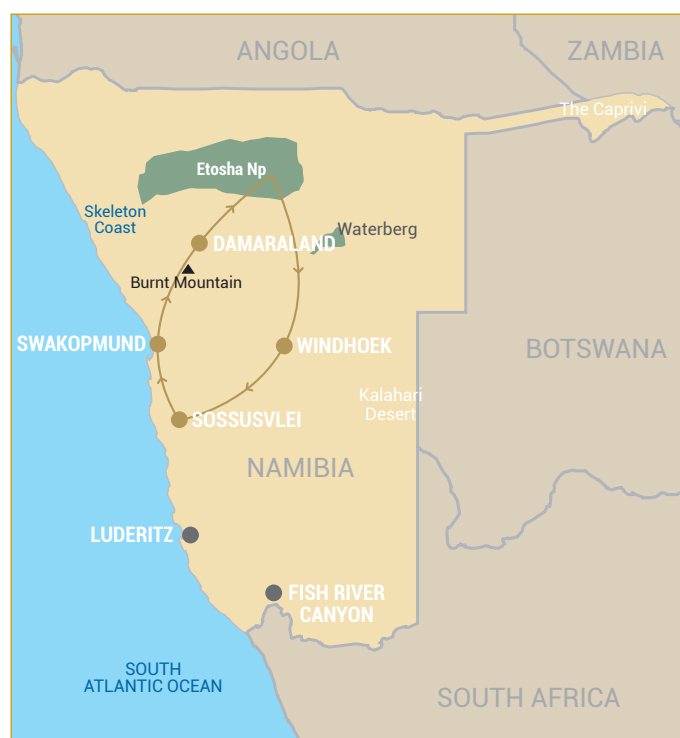 ANGOLA
ZAMBIA
The Caprivi
Etosha Np
Skeleton
Coast
Waterberg
DAMARALAND
Burnt Mountain
SWAKOPMUND
WINDHOEK
BOTSWANA
Kalahari
Desert
SOSSUSVLEI
NAMIBIA
LUDERITZ
FISH RIVER
CANYON
SOUTH
ATLANTIC OCEAN
SOUTH AFRICA